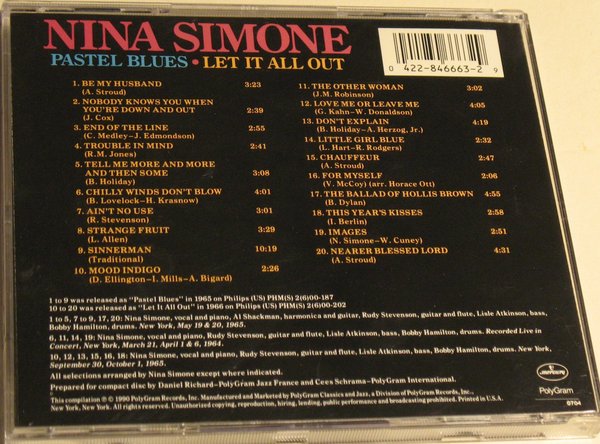 NINA SIMONE
PASTEL BLUES • LET IT ALL OUT
0 422-846663-2 9
1. BE MY HUSBAND 3:23
(A. Stroud)
2. NOBODY KNOWS YOU WHEN
YOU'RE DOWN AND OUT 2:39
(J. Cox)
3. END OF THE LINE 2:55
(C. Medley-J. Edmondson)
4. TROUBLE IN MIND 2:41
(R.M. Jones)
5. TELL ME MORE AND MORE
AND THEN SOME 3:08
(B. Holiday)
6. CHILLY WINDS DON'T BLOW 4:01
(B. Lovelock-H. Krasnow)
7. AIN'T NO USE 3:01
(R. Stevenson)
8. STRANGE FRUIT 3:29
(L. Allen)
9. SINNERMAN 10:19
(Traditional)
10. MOOD INDIGO 2:26
(D. Ellington-I. Mills-A. Bigard)
11. THE OTHER WOMAN 3:02
(J.M. Robinson)
12. LOVE ME OR LEAVE ME 4:05
(G. Kahn-W. Donaldson)
13. DON'T EXPLAIN 4:19
(B. Holiday-A. Herzog, Jr.)
14. LITTLE GIRL BLUE 2:32
(L. Hart-R. Rodgers)
15. CHAUFFEUR 2:47
(A. Stroud)
16. FOR MYSELF 2:06
(V. McCoy) (arr. Horace Ott)
17. THE BALLAD OF HOLLIS BROWN 4:55
(B. Dylan)
18. THIS YEAR'S KISSES 2:58
(I. Berlin)
19. IMAGES 2:51
(N. Simone-W. Cuney)
20. NEARER BLESSED LORD 4:31
(A. Stroud)
1 to 9 was released as "Pastel Blues" in 1965 on Philips (US) PHM(S) 2(6)00-187
10 to 20 was released as "Let It All Out" in 1966 on Philips (US) PHM(S) 2(6)00-202
1 to 5, 7 to 9, 17, 20: Nina Simone, vocal and piano, Al Shackman, harmonica and guitar, Rudy Stevenson, guitar and flute, Lisle Atkinson, bass,
Bobby Hamilton, drums. New York, May 19 & 20, 1965.
6, 11, 14, 19: Nina Simone, vocal and piano, Rudy Stevenson, guitar and flute, Lisle Atkinson, bass, Bobby Hamilton, drums. Recorded Live in
Concert, New York, March 21, April 1 & 6, 1964.
10, 12, 13, 15, 16, 18: Nina Simone, vocal and piano, Rudy Stevenson, guitar and flute, Lisle Atkinson, bass, Bobby Hamilton, drums. New York,
September 30, October 1, 1965.
All selections arranged by Nina Simone except where indicated.
Prepared for compact disc by Daniel Richard-PolyGram Jazz France and Cees Schrama-PolyGram International.
This compilation ℗ © 1990 PolyGram Records, Inc. Manufactured and Marketed by PolyGram Classics and Jazz, a Division of PolyGram Records, Inc.,
New York, New York. All rights reserved. Unauthorized copying, reproduction, hiring, lending, public performance and broadcasting prohibited. Printed in U.S.A.
mercury
PolyGram
8704